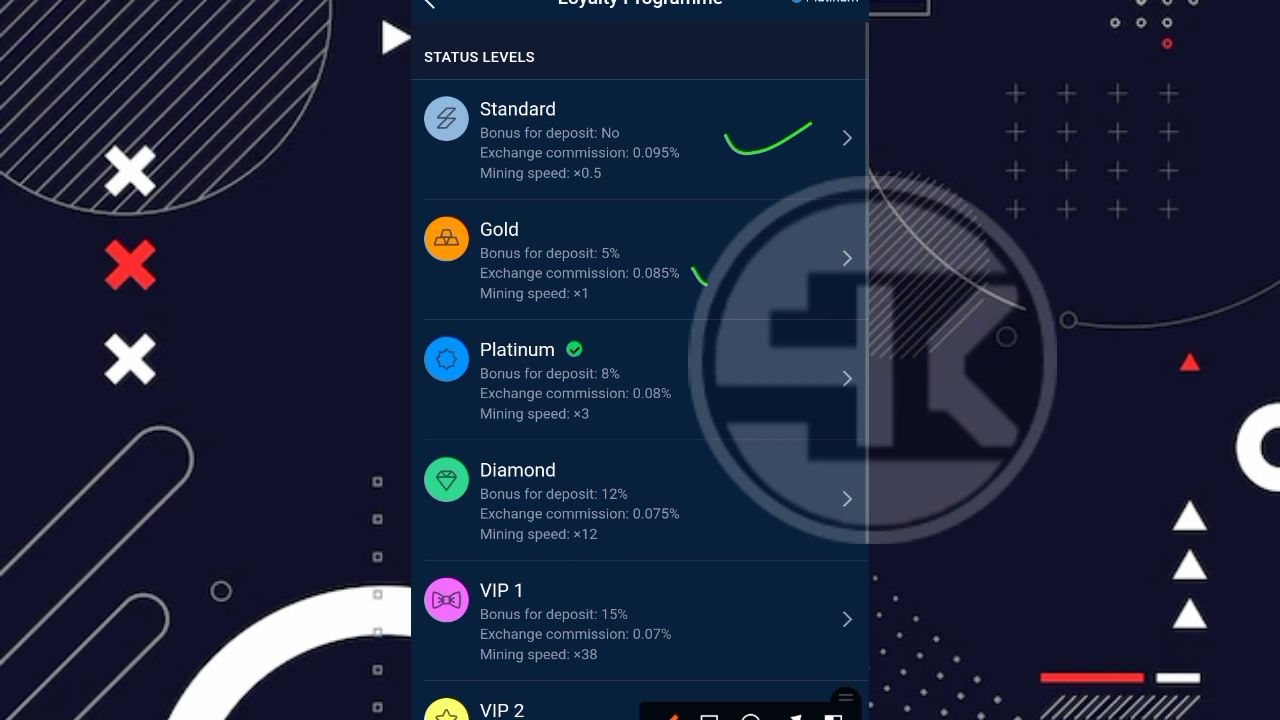 Loyalty Programme
Platinum
STATUS LEVELS
Standard
Bonus for deposit: No
Exchange commission: 0.095%
Mining speed: ×0.5
Gold
Bonus for deposit: 5%
Exchange commission: 0.085%
Mining speed: ×1
Platinum
Bonus for deposit: 8%
Exchange commission: 0.08%
Mining speed: ×3
Diamond
Bonus for deposit: 12%
Exchange commission: 0.075%
Mining speed: ×12
VIP 1
Bonus for deposit: 15%
Exchange commission: 0.07%
Mining speed: ×38
VIP 2